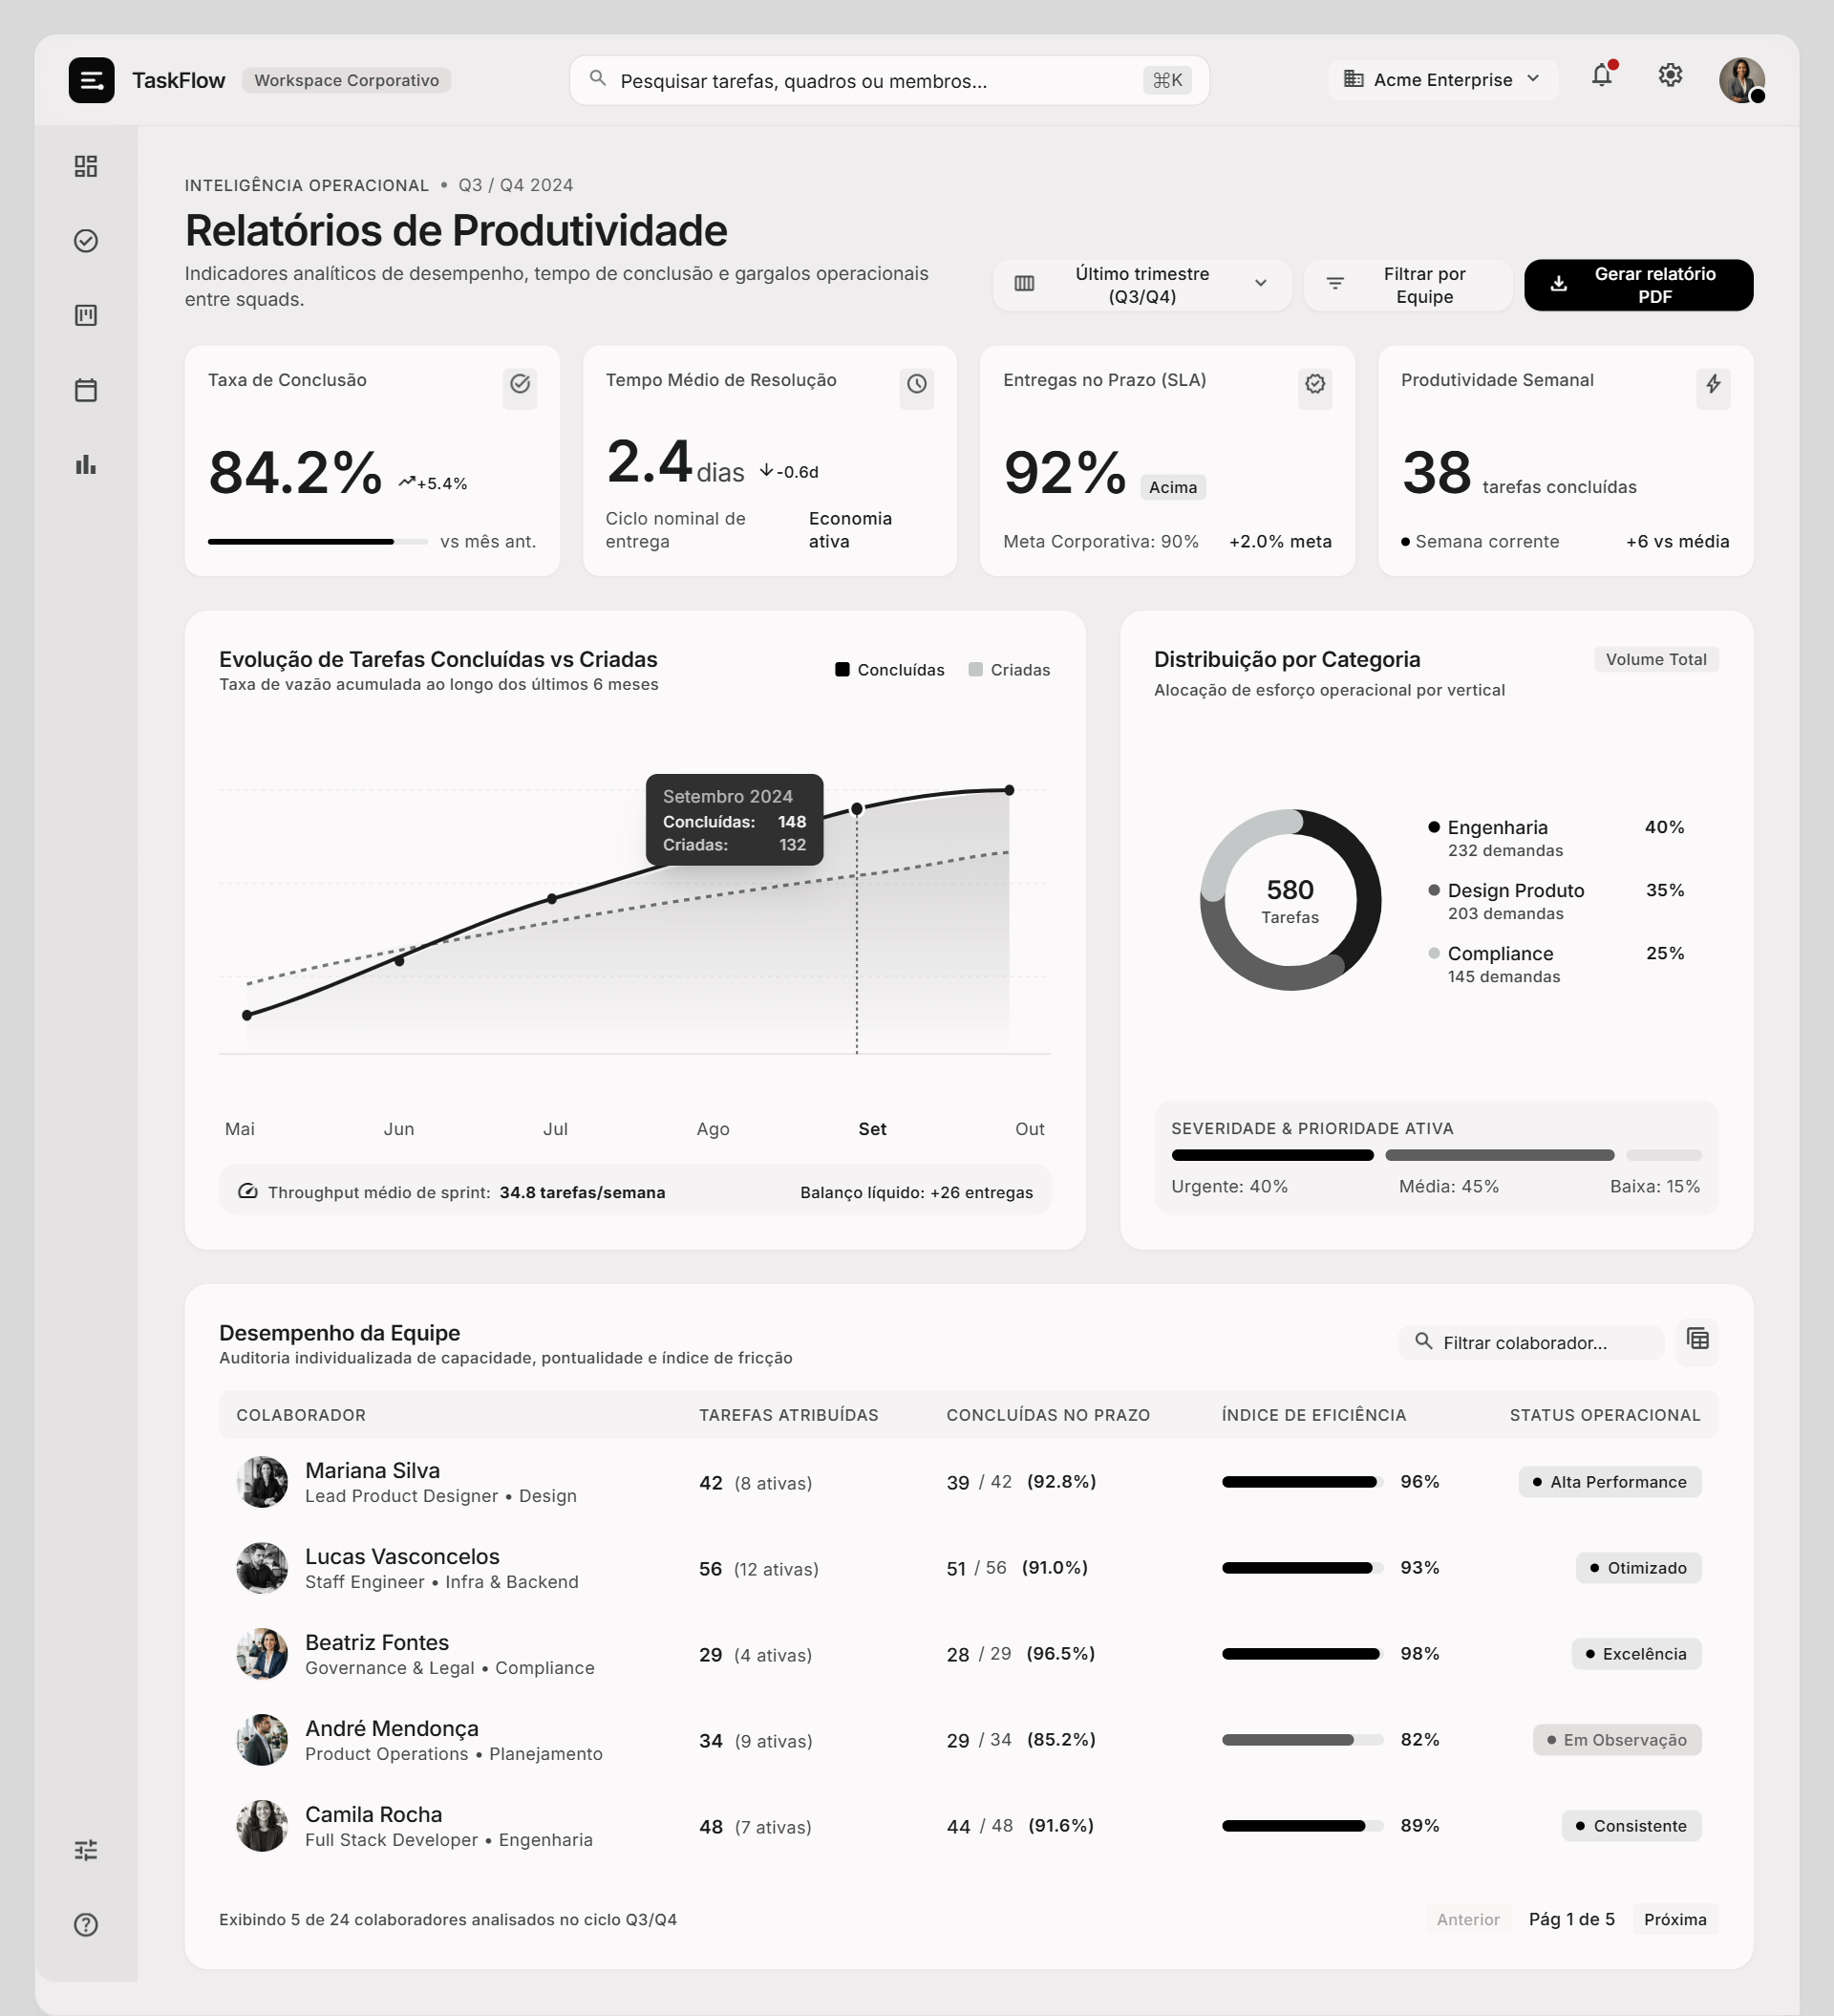 TaskFlow
Workspace Corporativo
Pesquisar tarefas, quadros ou membros...
⌘K
Acme Enterprise
INTELIGÊNCIA OPERACIONAL • Q3 / Q4 2024
Relatórios de Produtividade
Indicadores analíticos de desempenho, tempo de conclusão e gargalos operacionais
entre squads.
Último trimestre
(Q3/Q4)
Filtrar por
Equipe
Gerar relatório
PDF
Taxa de Conclusão
84.2% +5.4%
vs mês ant.
Tempo Médio de Resolução
2.4 dias -0.6d
Ciclo nominal de
entrega
Economia
ativa
Entregas no Prazo (SLA)
92% Acima
Meta Corporativa: 90% +2.0% meta
Produtividade Semanal
38 tarefas concluídas
Semana corrente +6 vs média
Evolução de Tarefas Concluídas vs Criadas
Taxa de vazão acumulada ao longo dos últimos 6 meses
Concluídas Criadas
Setembro 2024
Concluídas: 148
Criadas: 132
Mai Jun Jul Ago Set Out
Throughput médio de sprint: 34.8 tarefas/semana Balanço líquido: +26 entregas
Distribuição por Categoria
Volume Total
Alocação de esforço operacional por vertical
580
Tarefas
Engenharia 40%
232 demandas
Design Produto 35%
203 demandas
Compliance 25%
145 demandas
SEVERIDADE & PRIORIDADE ATIVA
Urgente: 40% Média: 45% Baixa: 15%
Desempenho da Equipe
Auditoria individualizada de capacidade, pontualidade e índice de fricção
Filtrar colaborador...
COLABORADOR TAREFAS ATRIBUÍDAS CONCLUÍDAS NO PRAZO ÍNDICE DE EFICIÊNCIA STATUS OPERACIONAL
Mariana Silva
Lead Product Designer • Design
42 (8 ativas) 39 / 42 (92.8%) 96% Alta Performance
Lucas Vasconcelos
Staff Engineer • Infra & Backend
56 (12 ativas) 51 / 56 (91.0%) 93% Otimizado
Beatriz Fontes
Governance & Legal • Compliance
29 (4 ativas) 28 / 29 (96.5%) 98% Excelência
André Mendonça
Product Operations • Planejamento
34 (9 ativas) 29 / 34 (85.2%) 82% Em Observação
Camila Rocha
Full Stack Developer • Engenharia
48 (7 ativas) 44 / 48 (91.6%) 89% Consistente
Exibindo 5 de 24 colaboradores analisados no ciclo Q3/Q4
Anterior Pág 1 de 5 Próxima